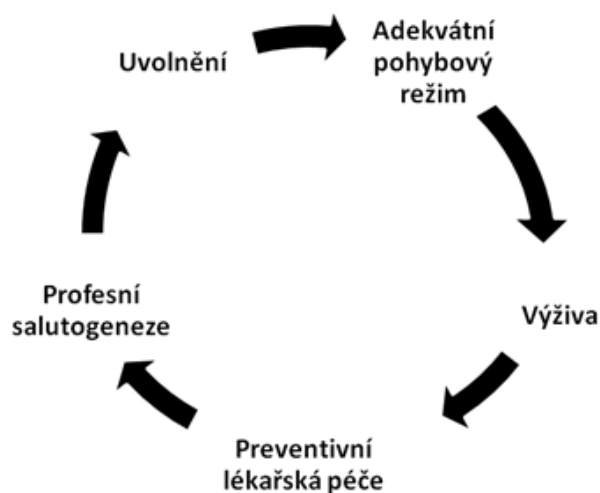 Uvolnění
Adekvátní
pohybový
režim
Výživa
Preventivní
lékařská péče
Profesní
salutogeneze